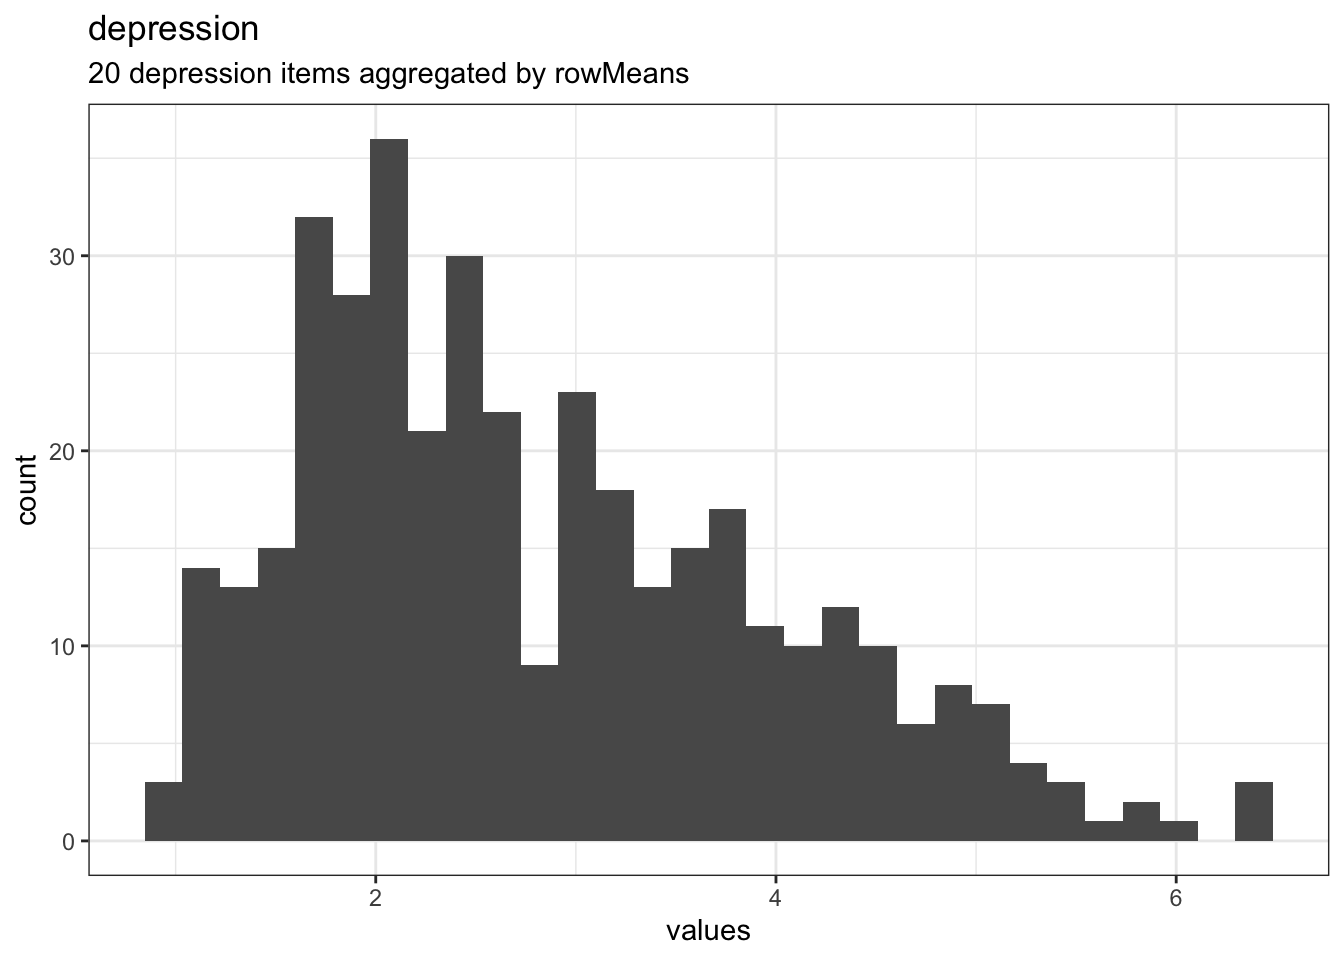 depression
20 depression items aggregated by rowMeans
30
20
10
0
count
2 4 6
values